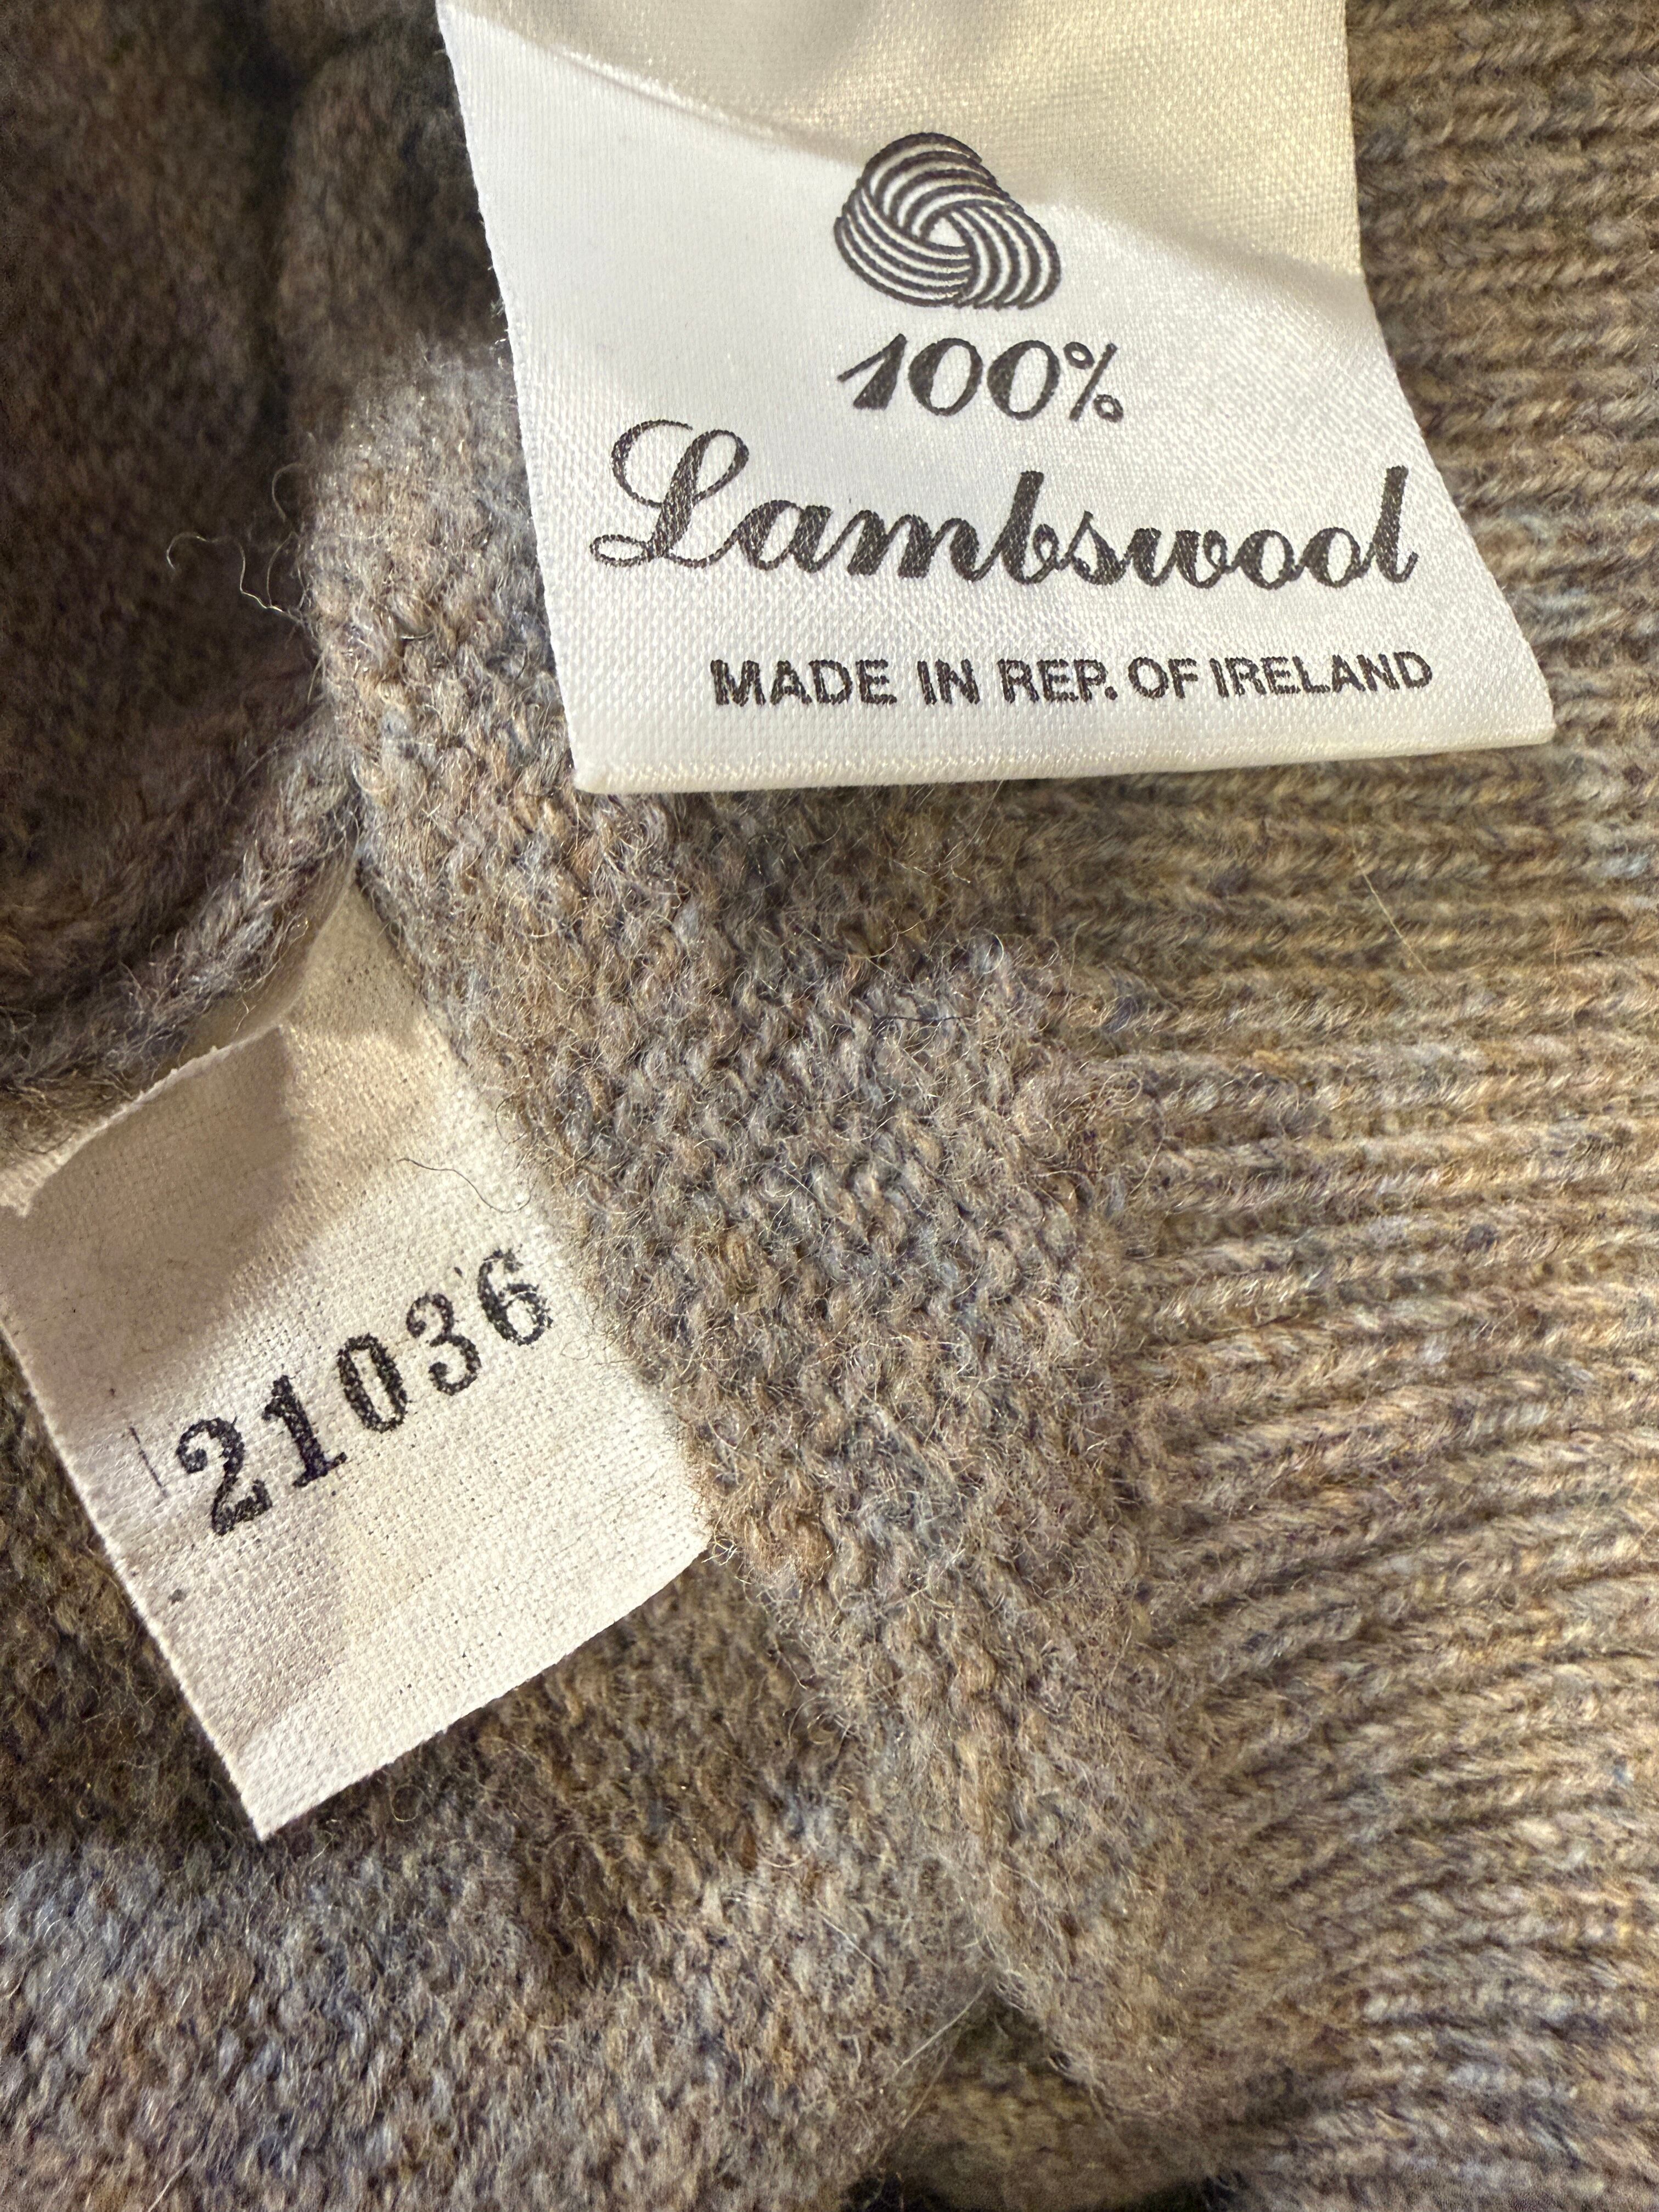 100%
Lambswool
MADE IN REP. OF IRELAND
21036